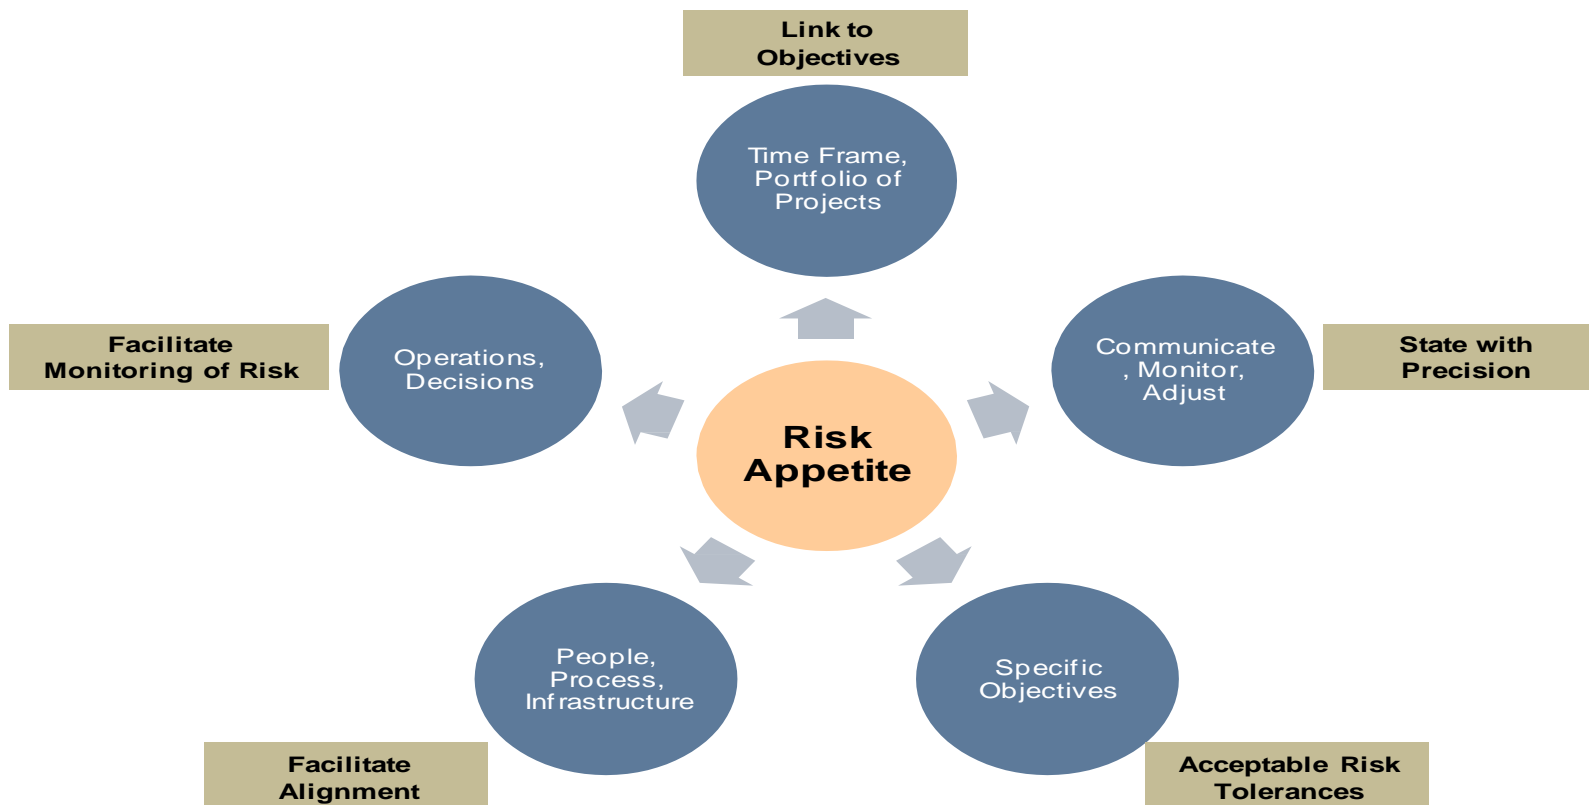 Link to
Objectives
Time Frame,
Portfolio of
Projects
Facilitate
Monitoring of Risk
Operations,
Decisions
Communicate
, Monitor,
Adjust
State with
Precision
Risk
Appetite
People,
Process,
Infrastructure
Specific
Objectives
Facilitate
Alignment
Acceptable Risk
Tolerances